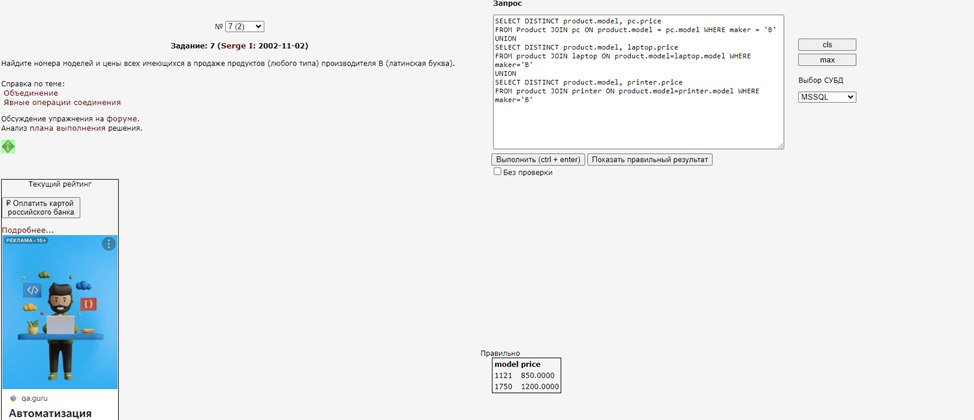 № 7 (2)
Задание: 7 (Serge I: 2002-11-02)
Найдите номера моделей и цены всех имеющихся в продаже продуктов (любого типа) производителя B (латинская буква).
Справка по теме:
Объединение
Явные операции соединения
Обсуждение упражнения на форуме.
Анализ плана выполнения решения.
Текущий рейтинг
₽ Оплатить картой
российского банка
Подробнее...
РЕКЛАМА • 16+
</>
{ }
qa.guru
Автоматизация
Запрос
SELECT DISTINCT product.model, pc.price
FROM Product JOIN pc ON product.model = pc.model WHERE maker = 'B'
UNION
SELECT DISTINCT product.model, laptop.price
FROM product JOIN laptop ON product.model=laptop.model WHERE
maker='B'
UNION
SELECT DISTINCT product.model, printer.price
FROM product JOIN printer ON product.model=printer.model WHERE
maker='B'
Выполнить (ctrl + enter) Показать правильный результат
Без проверки
cls
max
Выбор СУБД
MSSQL
Правильно
model price
1121 850.0000
1750 1200.0000